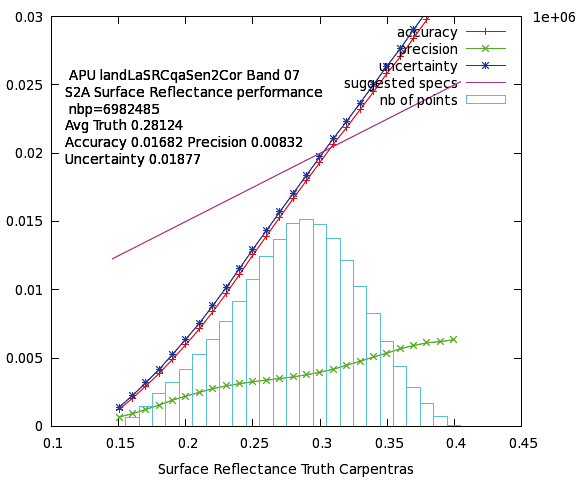 0.03
0.025
0.02
0.015
0.01
0.005
0
0.1
0.15
0.2
0.25
0.3
0.35
0.4
0.45
1e+06
accuracy
precision
uncertainty
suggested specs
nb of points
APU landLaSRCqaSen2Cor Band 07
S2A Surface Reflectance performance
nbp=6982485
Avg Truth 0.28124
Accuracy 0.01682 Precision 0.00832
Uncertainty 0.01877
Surface Reflectance Truth Carpentras